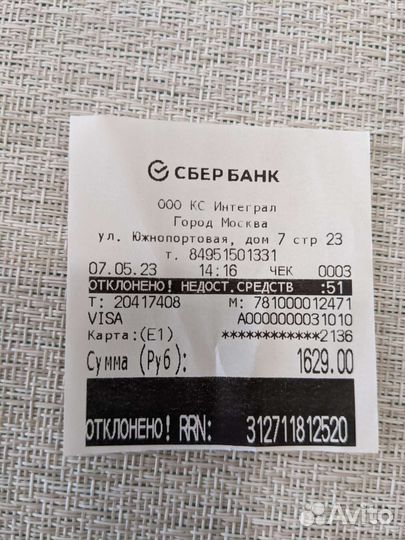 СБЕР БАНК
ООО КС Интеграл
Город Москва
ул. Южнопортовая, дом 7 стр 23
т. 84951501331
07.05.23 14:16 ЧЕК 0003
ОТКЛОНЕНО! НЕДОСТ.СРЕДСТВ :51
Т: 20417408 М: 781000012471
VISA A0000000031010
Карта:(E1) ************2136
Сумма (Руб): 1629.00
ОТКЛОНЕНО! RRN: 312711812520
Avito